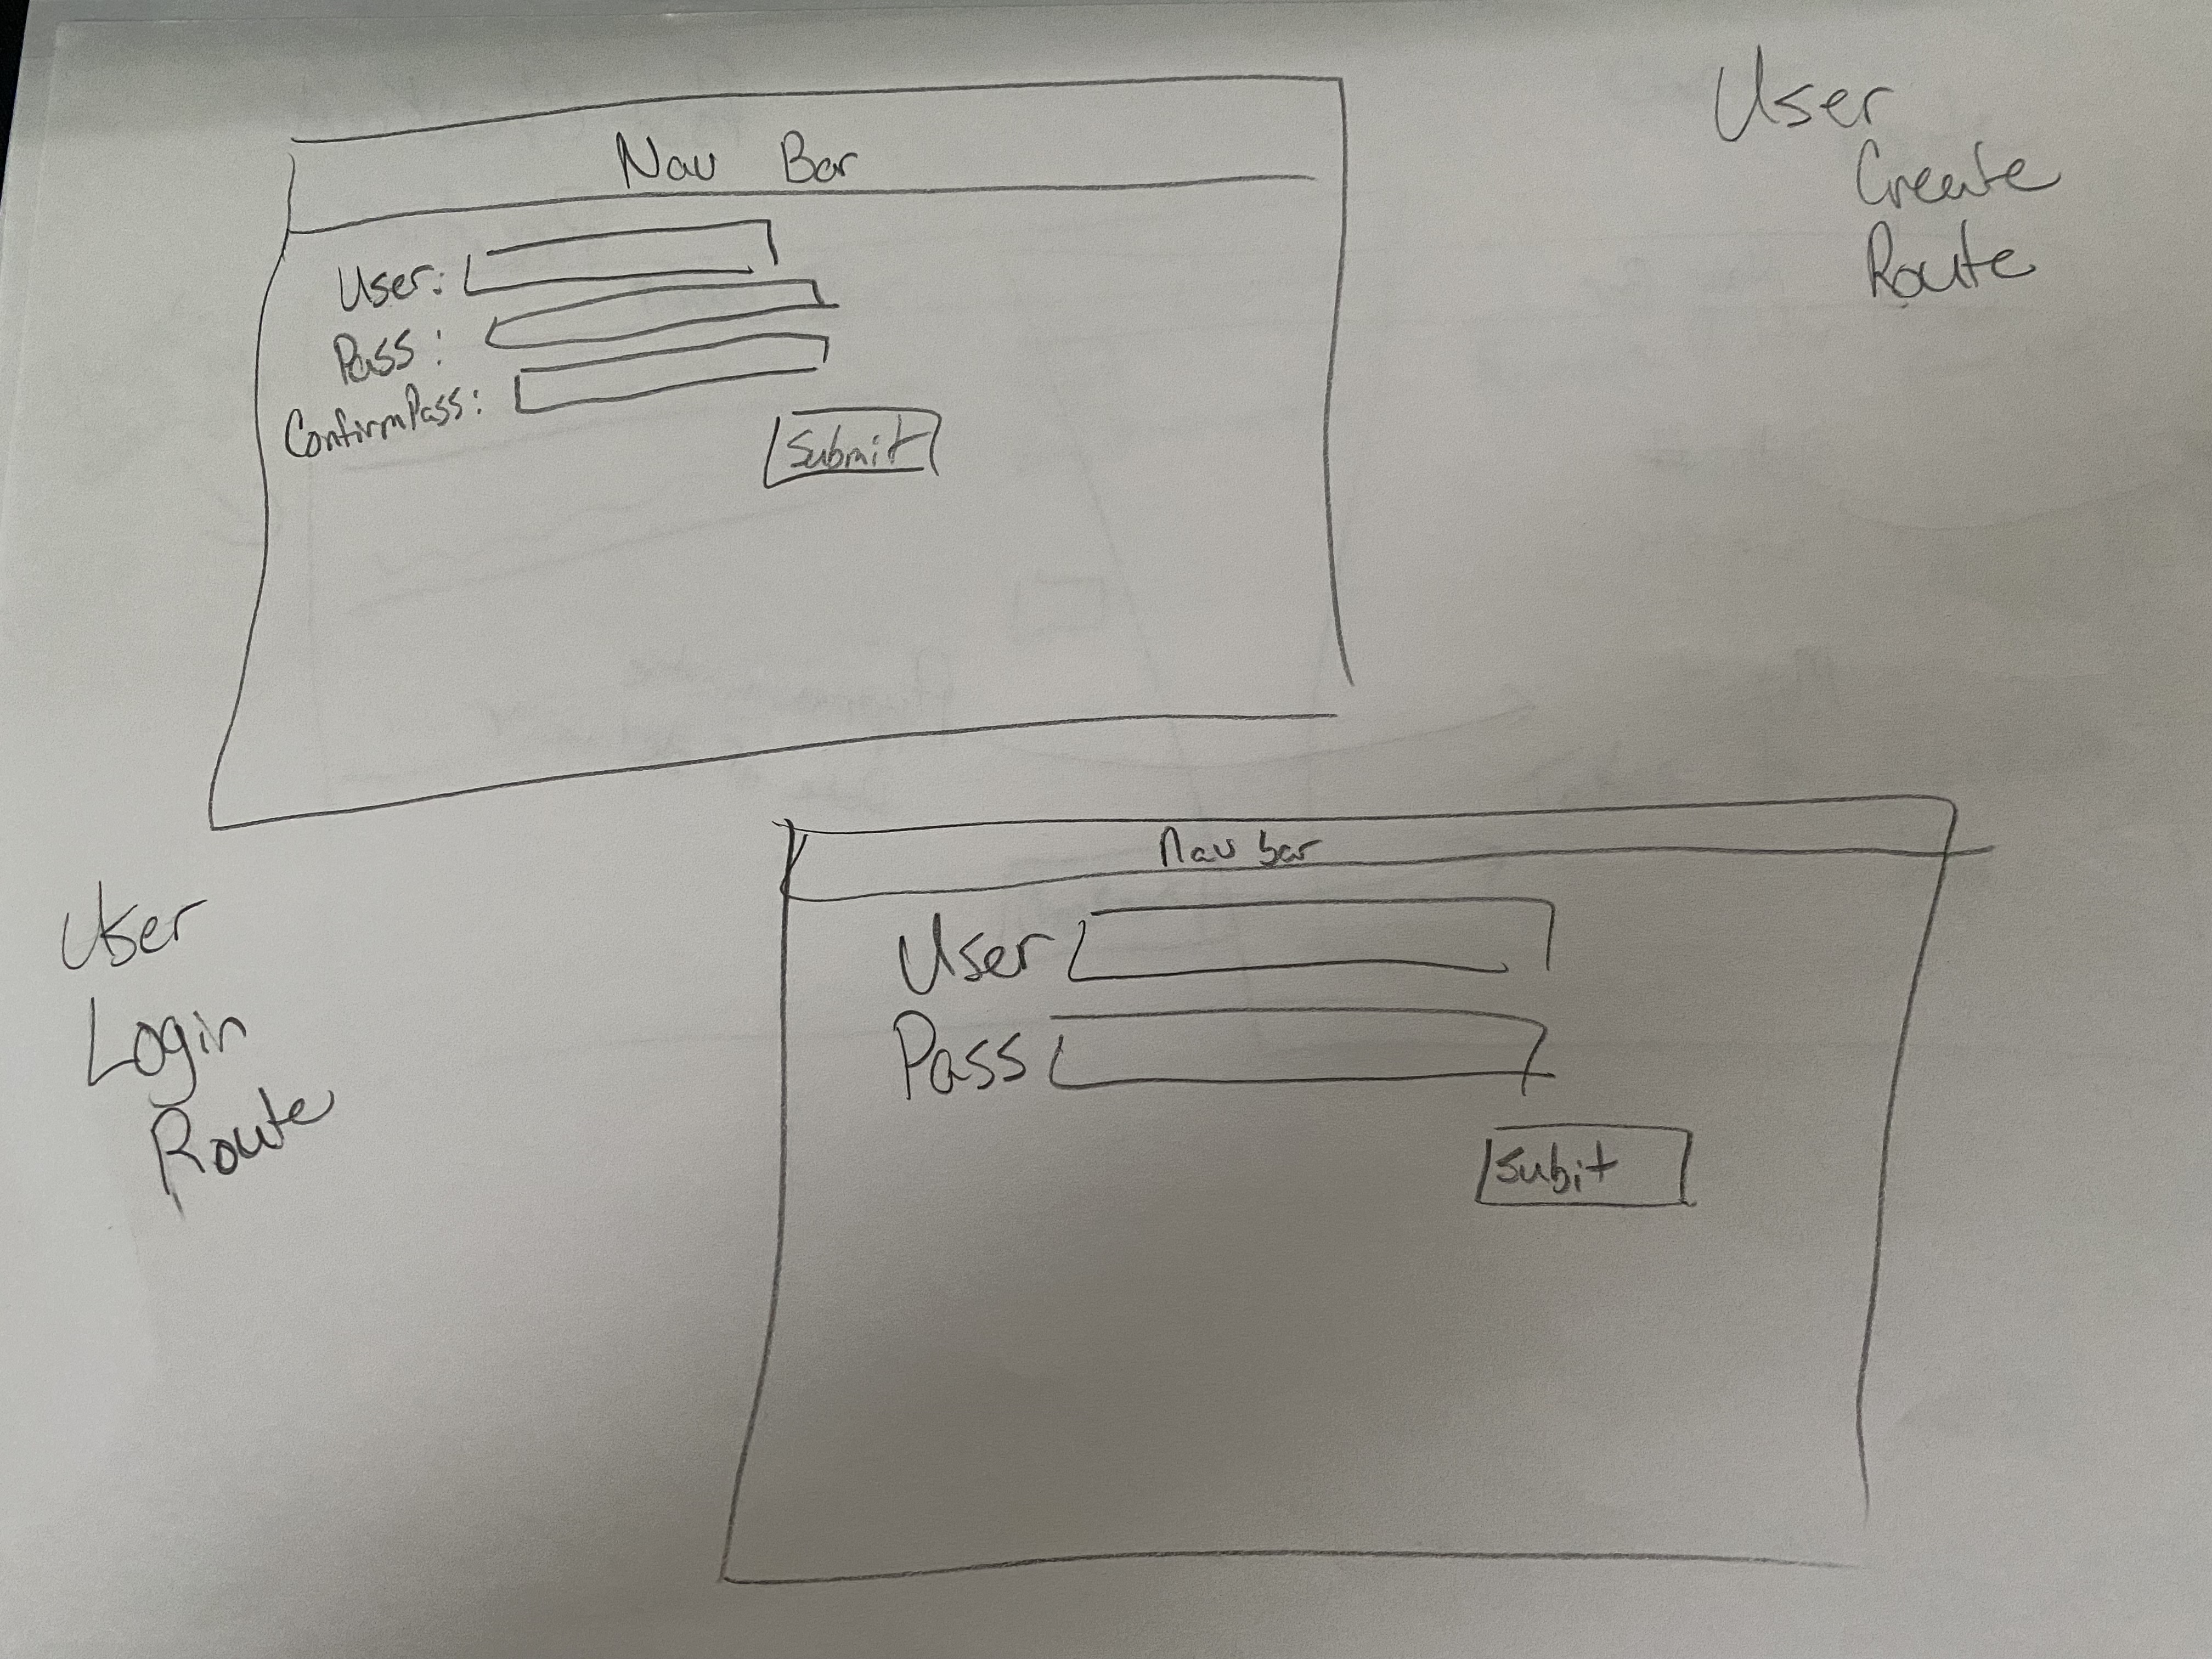 Nav Bar
User:
Pass:
ConfirmPass:
Submit
User
Create
Route
User
Login
Route
Nav bar
User
Pass
Subit